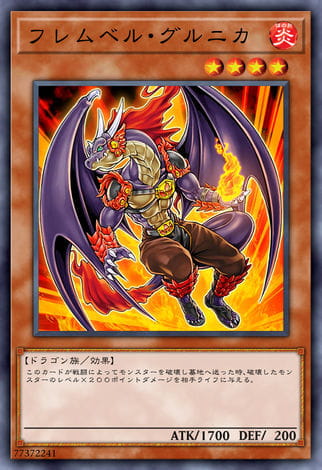 フレムベル・グルニカ
炎
ほのお
【ドラゴン族／効果】
このカードが戦闘によってモンスターを破壊し墓地へ送った時、破壊したモン
スターのレベル×２００ポイントダメージを相手ライフに与える。
ATK/1700 DEF/ 200
77372241